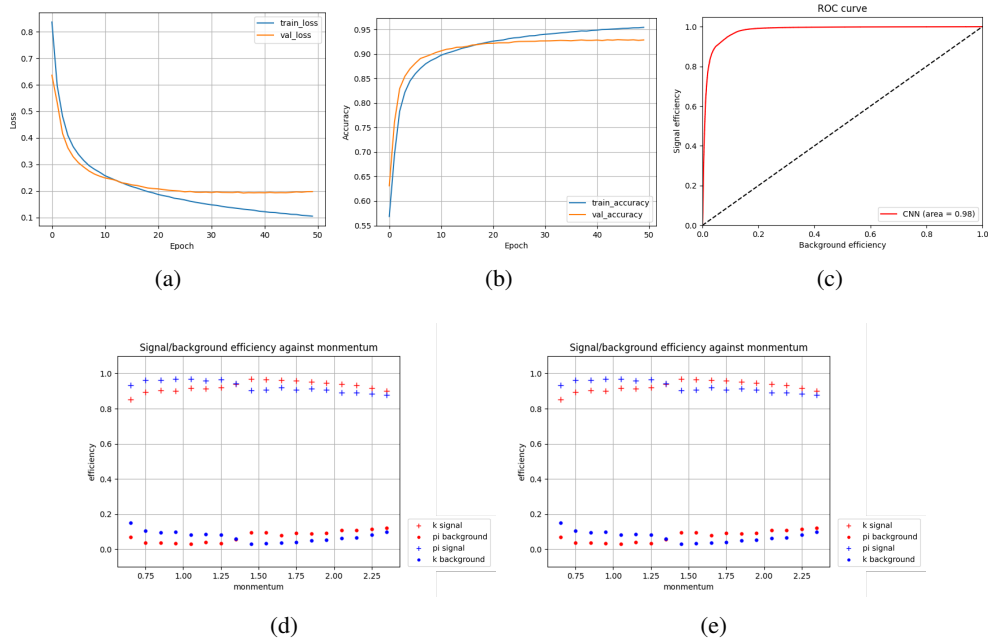 0.8
0.7
0.6
0.5
0.4
0.3
0.2
0.1
Loss
train_loss
val_loss
0 10 20 30 40 50
Epoch
(a)
0.95
0.90
0.85
0.80
0.75
0.70
0.65
0.60
0.55
Accuracy
train_accuracy
val_accuracy
0 10 20 30 40 50
Epoch
(b)
ROC curve
1.0
0.8
0.6
0.4
0.2
0.0
Signal efficiency
CNN (area = 0.98)
0.0 0.2 0.4 0.6 0.8 1.0
Background efficiency
(c)
Signal/background efficiency against monmentum
1.0
0.8
0.6
0.4
0.2
0.0
efficiency
0.75 1.00 1.25 1.50 1.75 2.00 2.25
monmentum
k signal
pi background
pi signal
k background
(d)
Signal/background efficiency against monmentum
1.0
0.8
0.6
0.4
0.2
0.0
efficiency
0.75 1.00 1.25 1.50 1.75 2.00 2.25
monmentum
k signal
pi background
pi signal
k background
(e)